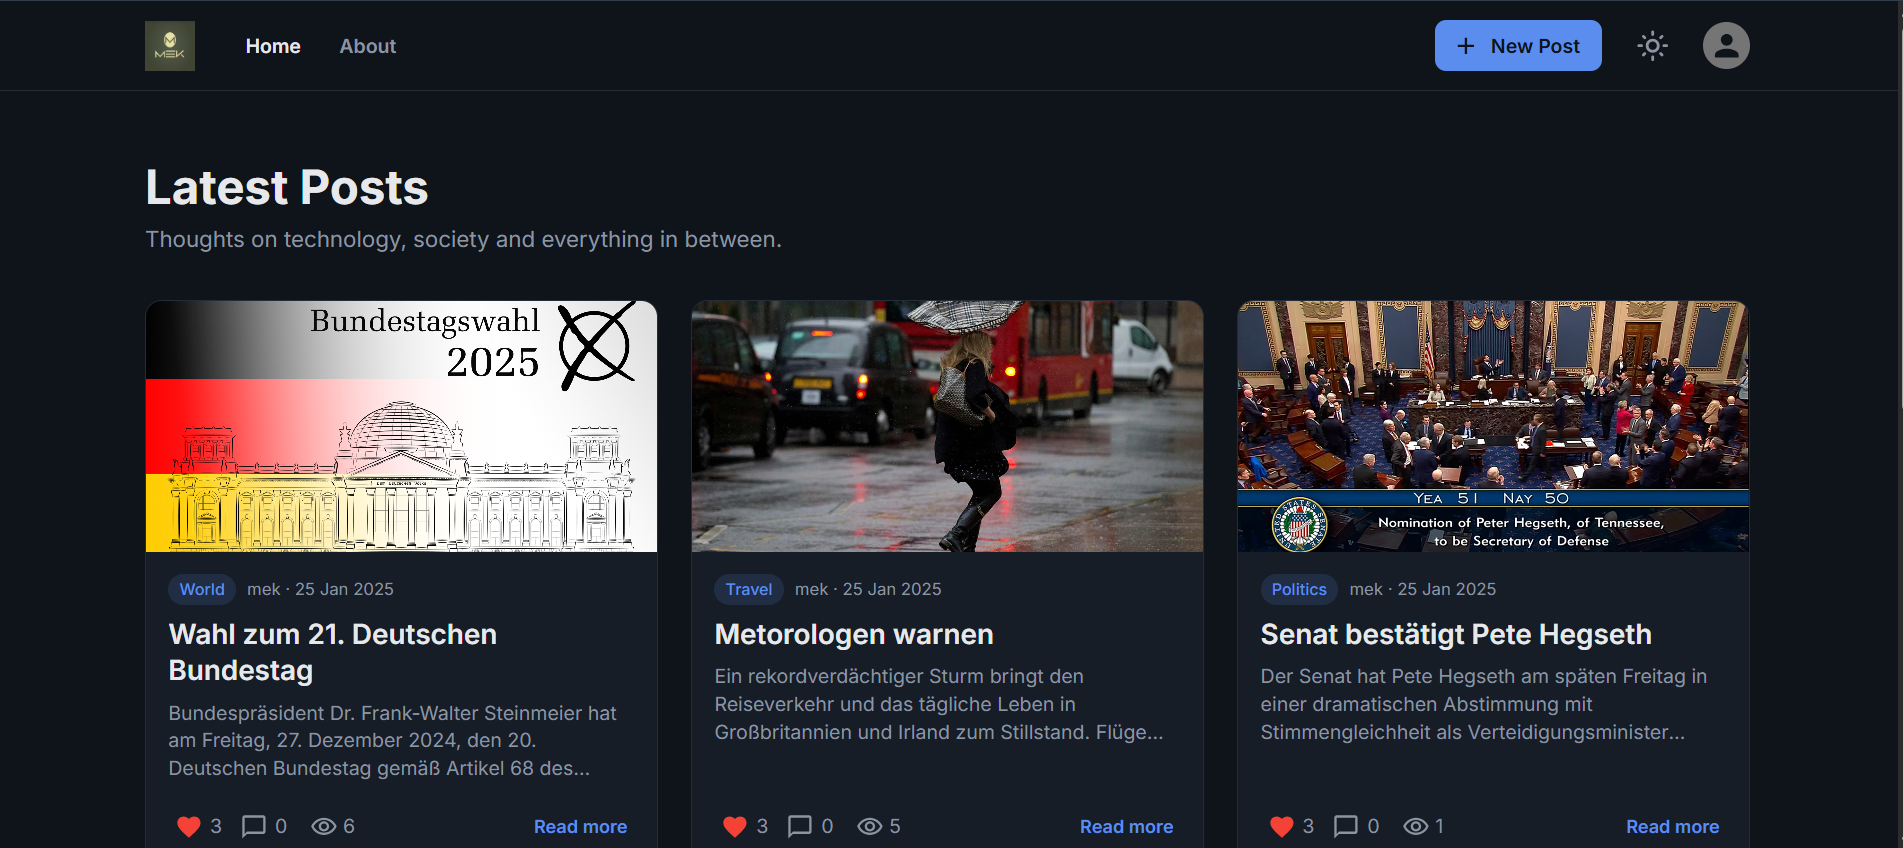 MEK
Home
About
+ New Post
Latest Posts
Thoughts on technology, society and everything in between.
Bundestagswahl
2025
DEM DEUTSCHEN VOLKE
World
mek · 25 Jan 2025
Wahl zum 21. Deutschen
Bundestag
Bundespräsident Dr. Frank-Walter Steinmeier hat
am Freitag, 27. Dezember 2024, den 20.
Deutschen Bundestag gemäß Artikel 68 des...
3
0
6
Read more
Travel
mek · 25 Jan 2025
Metorologen warnen
Ein rekordverdächtiger Sturm bringt den
Reiseverkehr und das tägliche Leben in
Großbritannien und Irland zum Stillstand. Flüge...
3
0
5
Read more
YEA 51 NAY 50
Nomination of Peter Hegseth, of Tennessee,
to be Secretary of Defense
Politics
mek · 25 Jan 2025
Senat bestätigt Pete Hegseth
Der Senat hat Pete Hegseth am späten Freitag in
einer dramatischen Abstimmung mit
Stimmengleichheit als Verteidigungsminister...
3
0
1
Read more